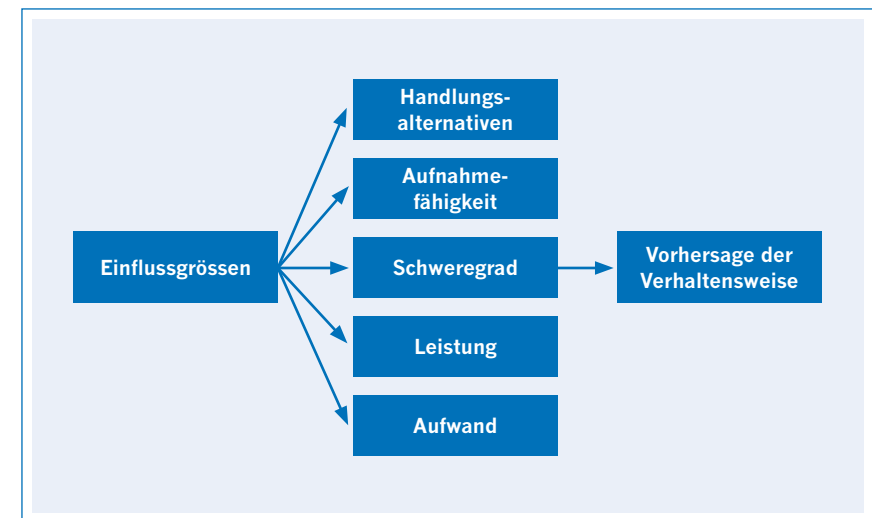 Handlungs-
alternativen
Aufnahme-
fähigkeit
Einflussgrössen
Schweregrad
Vorhersage der
Verhaltensweise
Leistung
Aufwand